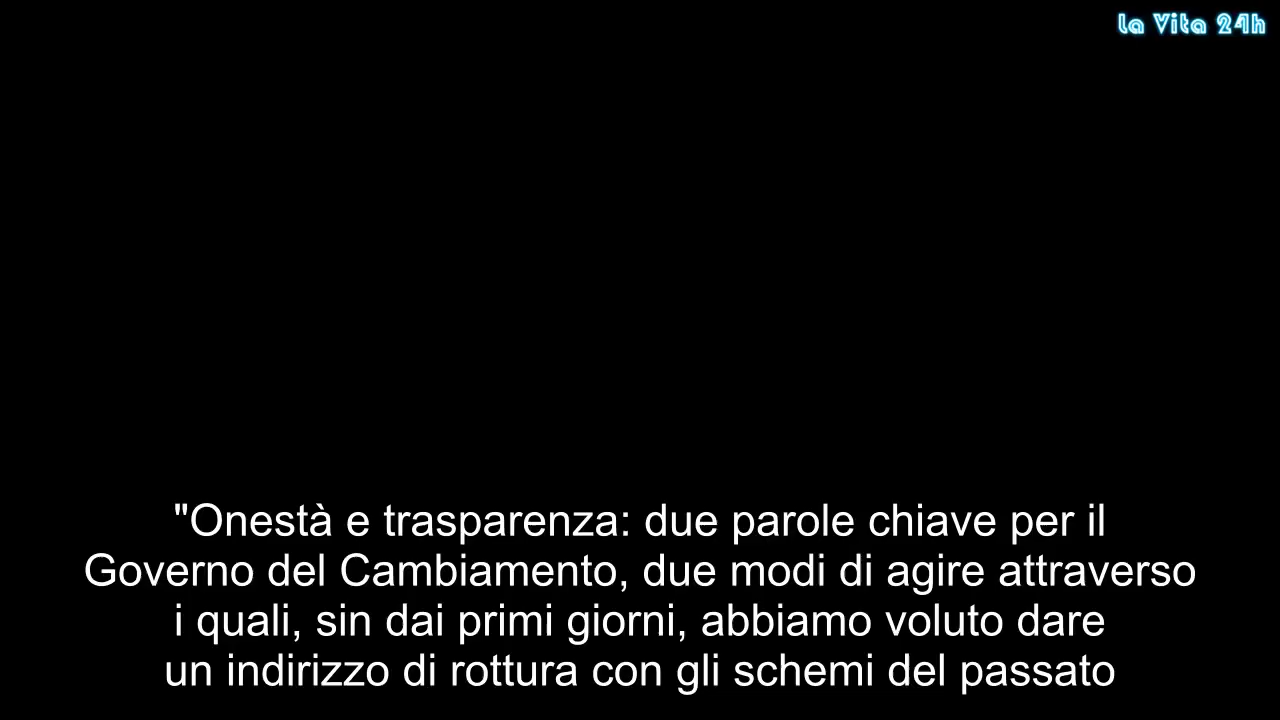 La Vita 24h
"Onestà e trasparenza: due parole chiave per il
Governo del Cambiamento, due modi di agire attraverso
i quali, sin dai primi giorni, abbiamo voluto dare
un indirizzo di rottura con gli schemi del passato